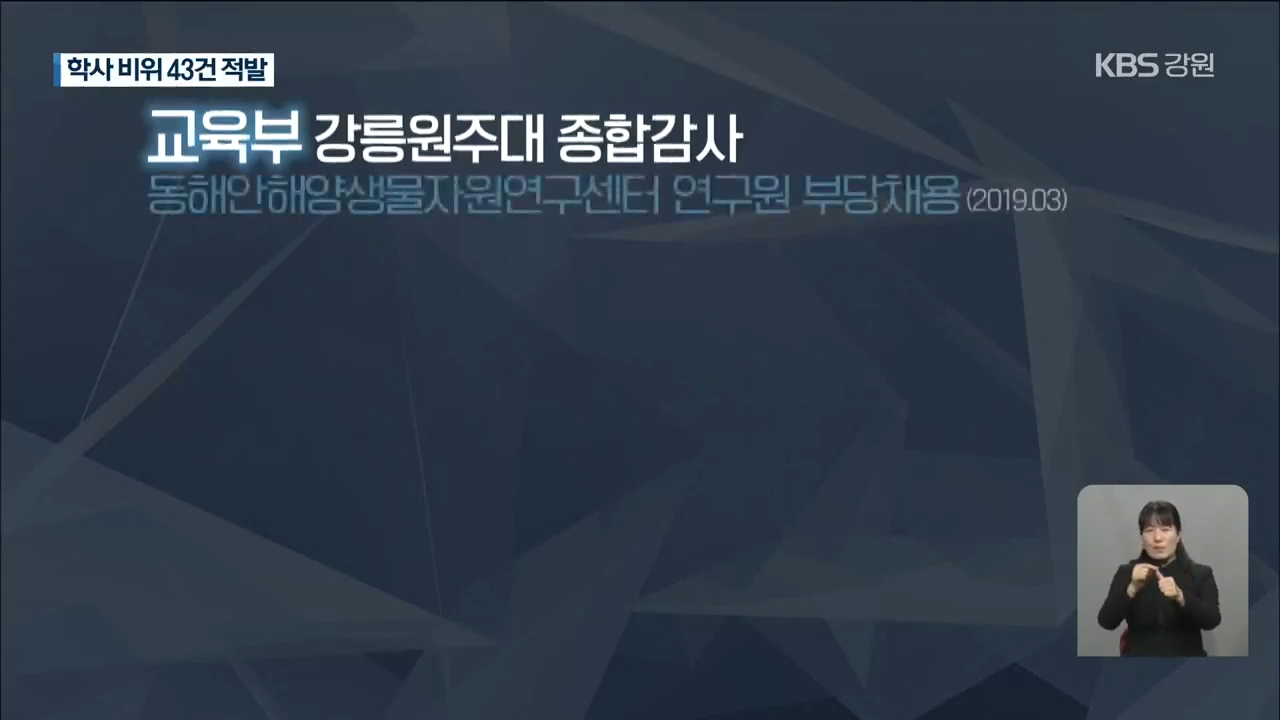 학사 비위 43건 적발
KBS 강원
교육부 강릉원주대 종합감사
동해안해양생물자원연구센터 연구원 부당채용 (2019.03)